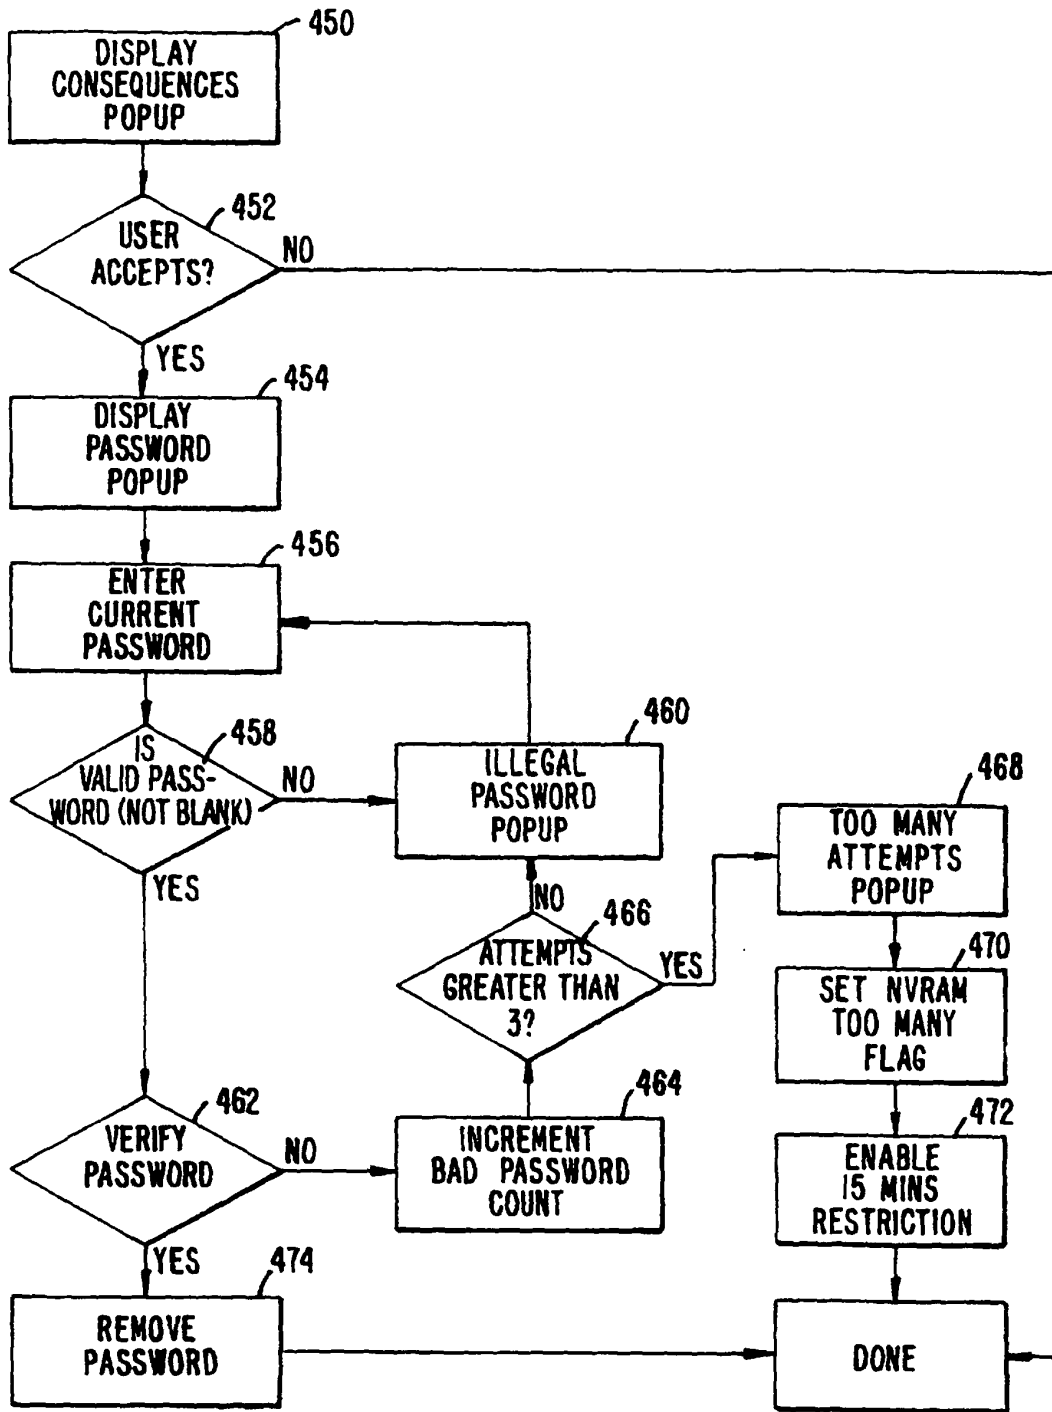 450
DISPLAY
CONSEQUENCES
POPUP
452
USER
ACCEPTS?
NO
YES
454
DISPLAY
PASSWORD
POPUP
456
ENTER
CURRENT
PASSWORD
458
IS
VALID PASS-
WORD (NOT BLANK)
NO
YES
460
ILLEGAL
PASSWORD
POPUP
NO
466
ATTEMPTS
GREATER THAN
3?
YES
468
TOO MANY
ATTEMPTS
POPUP
470
SET NVRAM
TOO MANY
FLAG
472
ENABLE
15 MINS
RESTRICTION
462
VERIFY
PASSWORD
NO
YES
464
INCREMENT
BAD PASSWORD
COUNT
474
REMOVE
PASSWORD
DONE